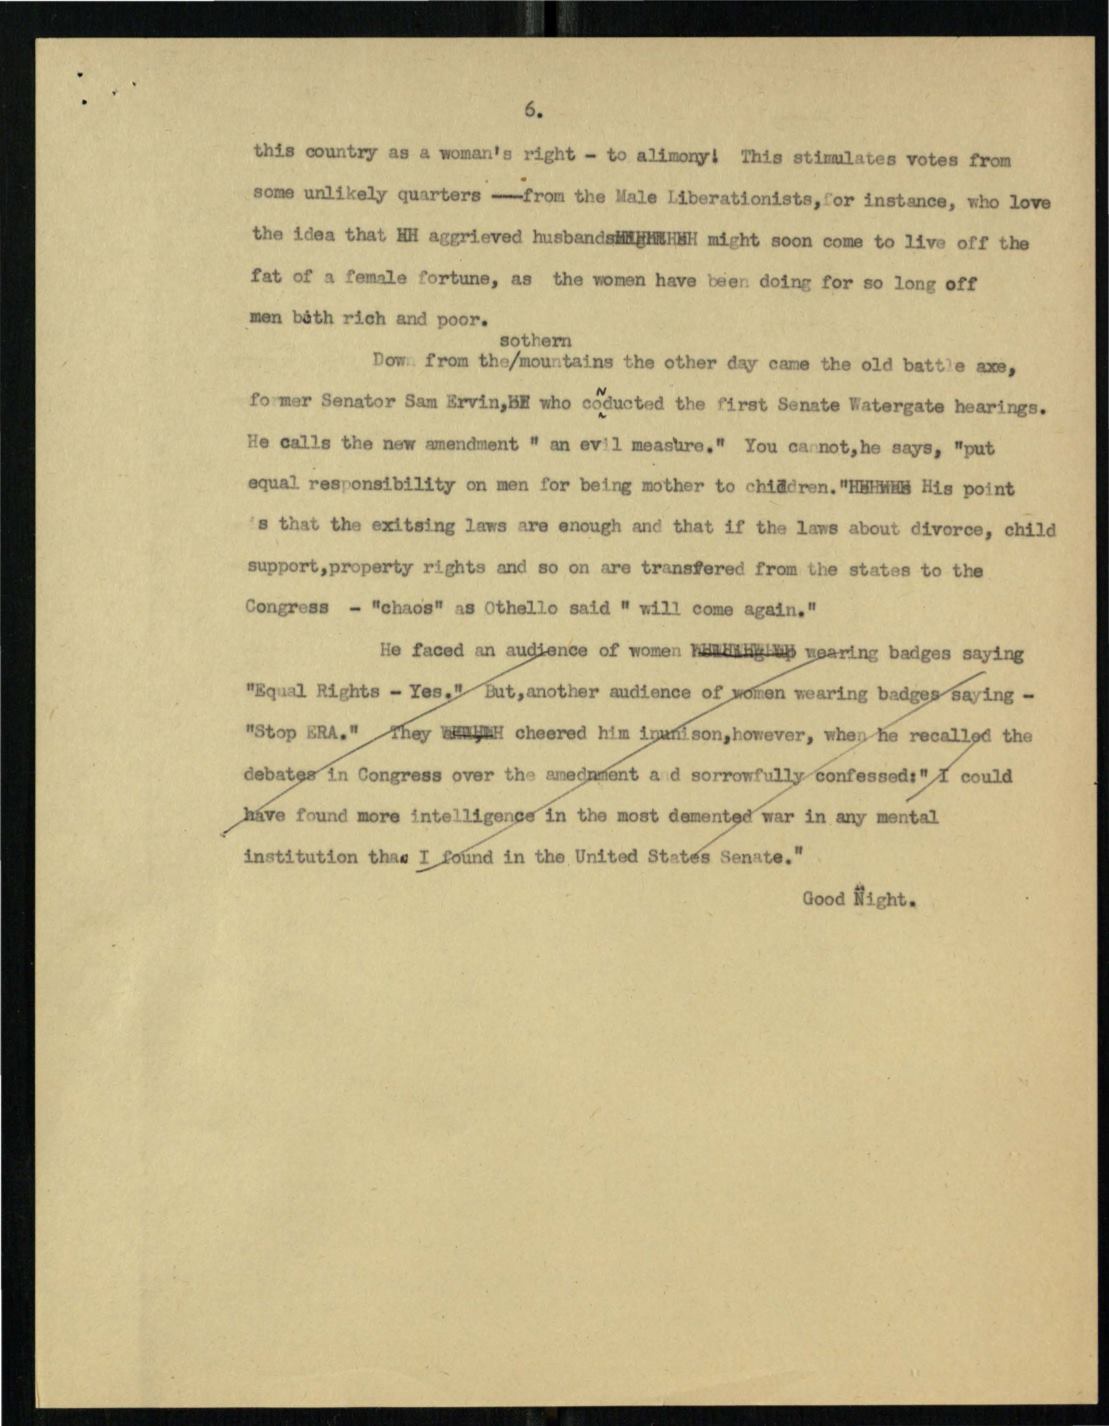 6.
this country as a woman's right - to alimony! This stimulates votes from
some unlikely quarters -—from the Male Liberationists,for instance, who love
the idea that HH aggrieved husbands might soon come to live off the
fat of a female fortune, as the women have been doing for so long off
men both rich and poor.
sothern
Down from the/mountains the other day came the old battle axe,
former Senator Sam Ervin, who coNducted the first Senate Watergate hearings.
He calls the new amendment " an evil measure." You cannot,he says, "put
equal responsibility on men for being mother to children." His point
is that the exitsing laws are enough and that if the laws about divorce, child
support,property rights and so on are transfered from the states to the
Congress - "chaos" as Othello said " will come again."
He faced an audience of women wearing badges saying
"Equal Rights - Yes." But,another audience of women wearing badges saying -
"Stop ERA." They cheered him inunison,however, when he recalled the
debates in Congress over the amednment and sorrowfully confessed:" I could
have found more intelligence in the most demented war in any mental
institution than I found in the United States Senate."
Good Night.